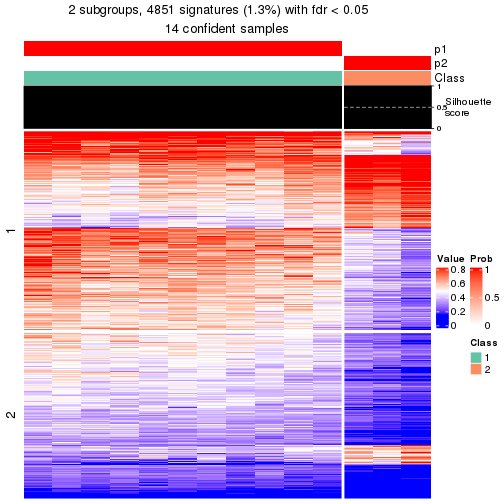 2 subgroups, 4851 signatures (1.3%) with fdr < 0.05
14 confident samples
p1
p2
Class
1
0.5
0
Silhouette
score
1
2
Value
0.8
0.6
0.4
0.2
0
Prob
1
0.5
0
Class
1
2